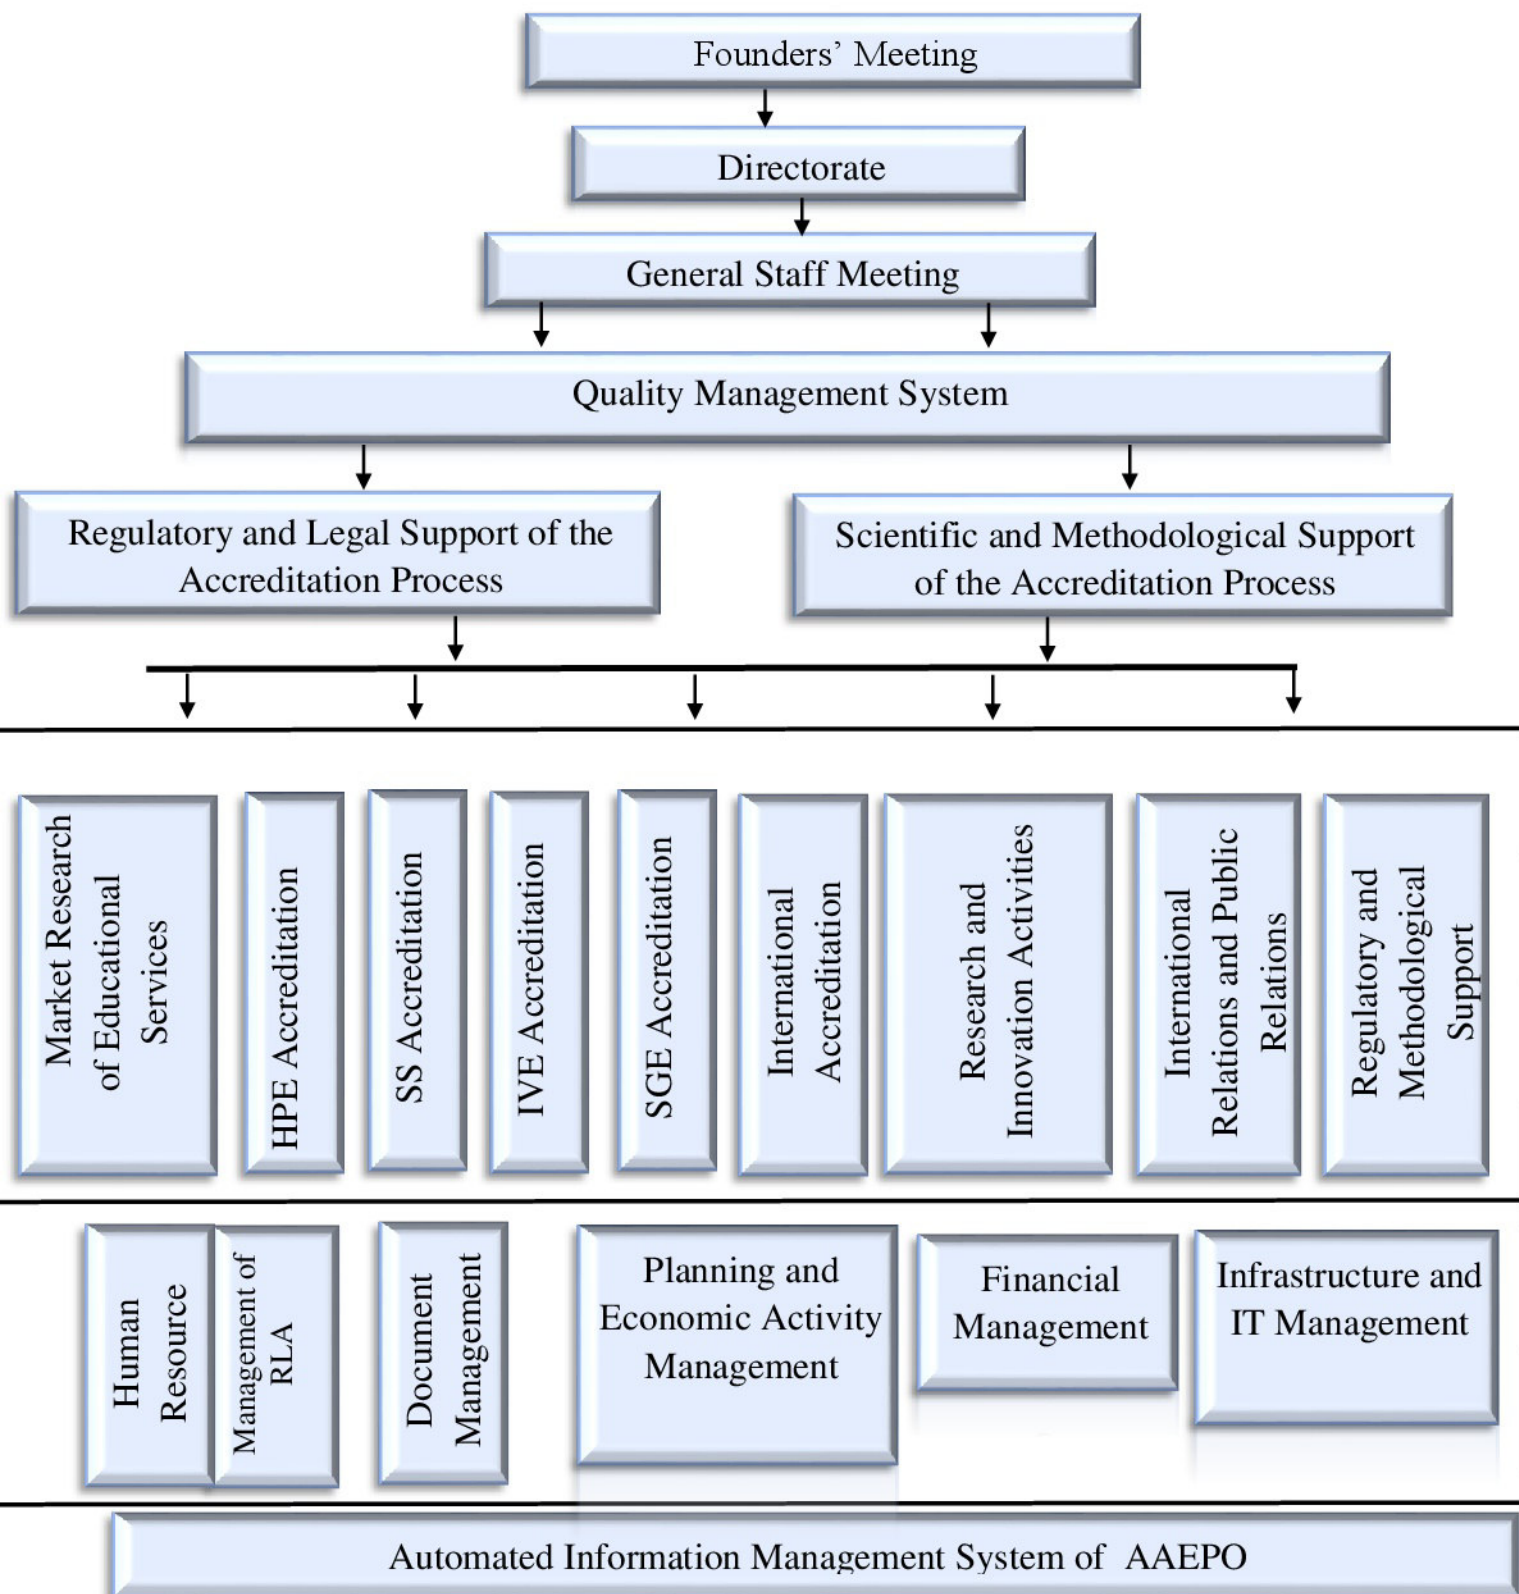 Founders’ Meeting
Directorate
General Staff Meeting
Quality Management System
Regulatory and Legal Support of the
Accreditation Process
Scientific and Methodological Support
of the Accreditation Process
Market Research
of Educational
Services
HPE Accreditation
SS Accreditation
IVE Accreditation
SGE Accreditation
International
Accreditation
Research and
Innovation Activities
International
Relations and Public
Relations
Regulatory and
Methodological
Support
Human
Resource
Management of
RLA
Document
Management
Planning and
Economic Activity
Management
Financial
Management
Infrastructure and
IT Management
Automated Information Management System of AAEPO